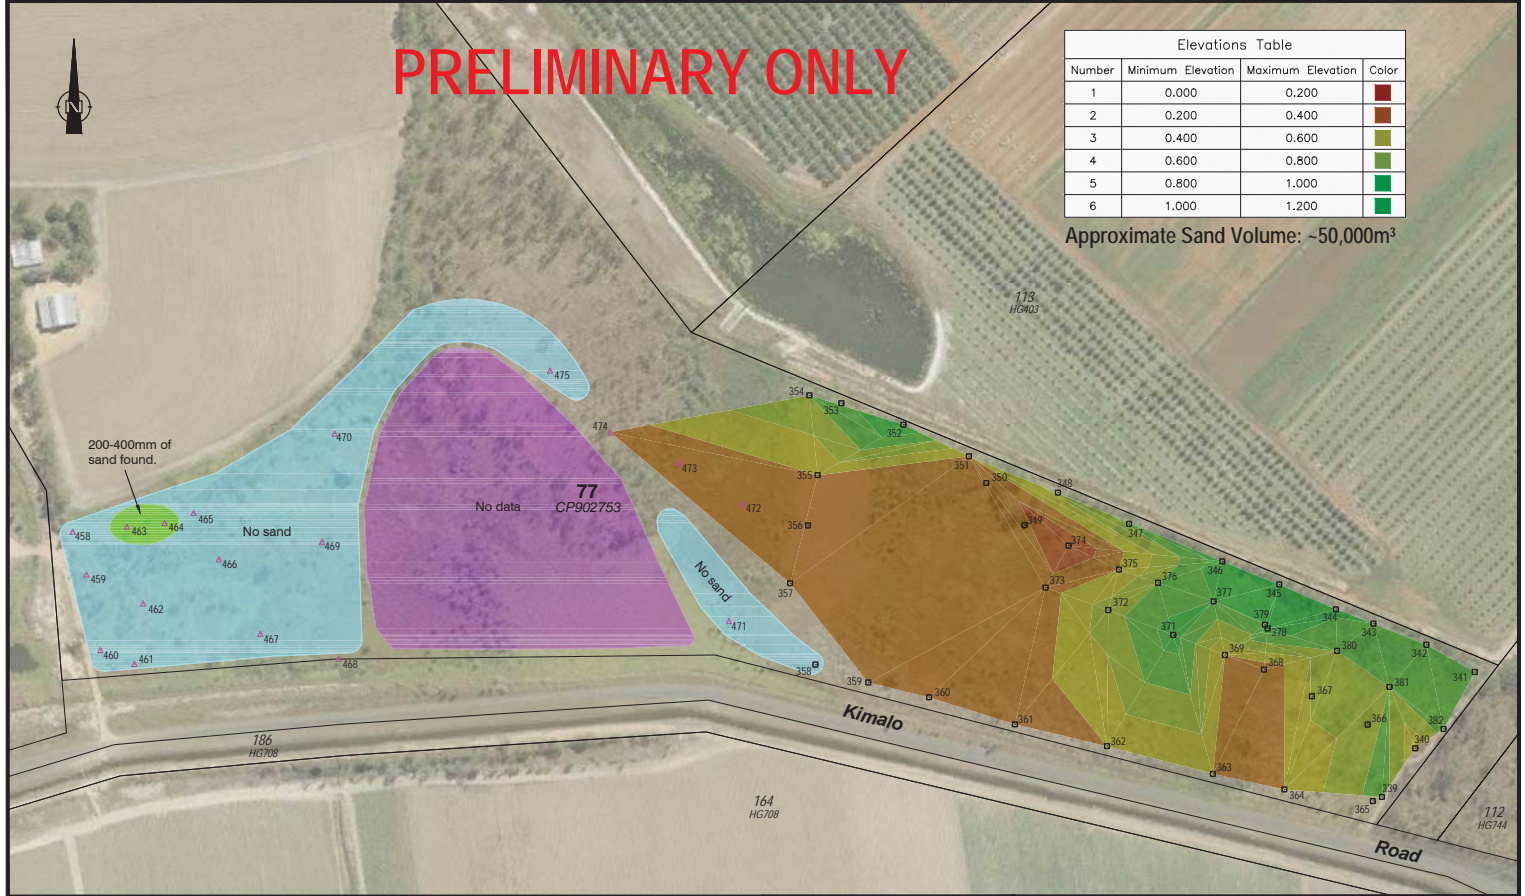 PRELIMINARY ONLY
N
Elevations Table
Number Minimum Elevation Maximum Elevation Color
1 0.000 0.200
2 0.200 0.400
3 0.400 0.600
4 0.600 0.800
5 0.800 1.000
6 1.000 1.200
Approximate Sand Volume: ~50,000m³
113
HG403
475
354
353
352
474
470
351
473
355
350
348
200-400mm of
sand found.
472
349
347
77
CP902753
No data
356
374
465
464
463
458
No sand
469
466
459
462
467
460
461
468
No sand
471
357
358
359
360
361
362
363
364
365
339
340
382
341
342
343
344
345
346
375
376
377
373
372
371
379
378
380
369
368
367
381
366
Kimalo
Road
186
HG708
164
HG708
112
HG744